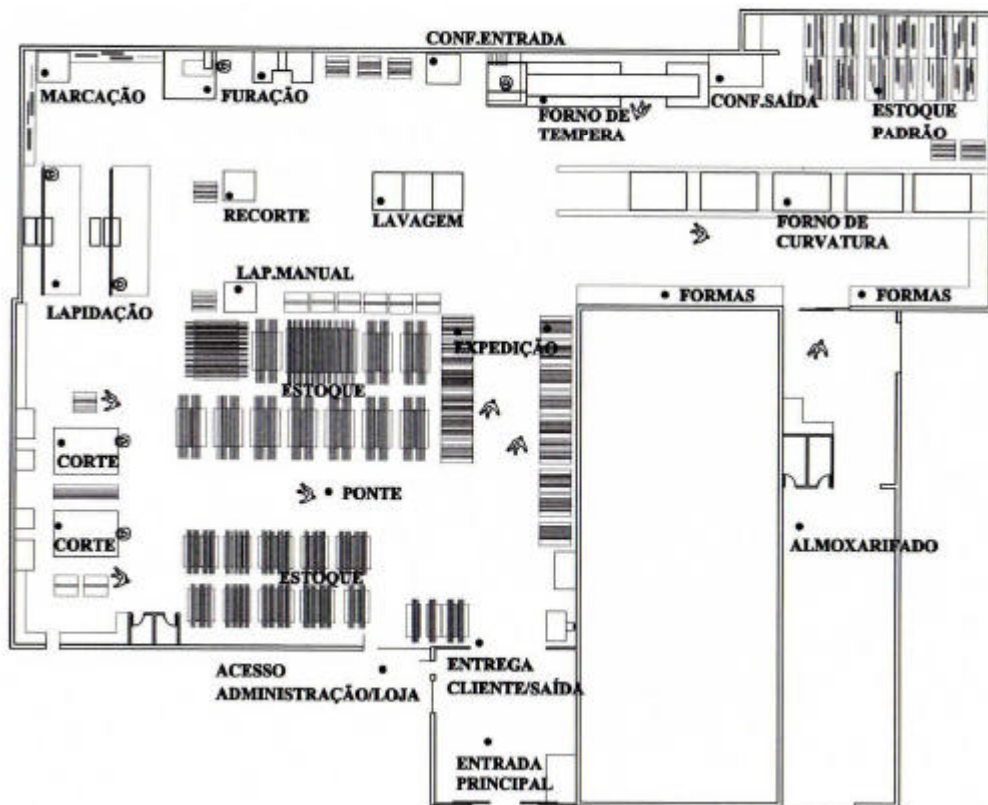 CONF.ENTRADA
MARCAÇÃO
FURAÇÃO
FORNO DE
TEMPERA
CONF.SAÍDA
ESTOQUE
PADRÃO
RECORTE
LAVAGEM
FORNO DE
CURVATURA
LAP.MANUAL
LAPIDAÇÃO
FORMAS
FORMAS
EXPEDIÇÃO
ESTOQUE
CORTE
PONTE
CORTE
ALMOXARIFADO
ESTOQUE
ACESSO
ADMINISTRAÇÃO/LOJA
ENTREGA
CLIENTE/SAÍDA
ENTRADA
PRINCIPAL